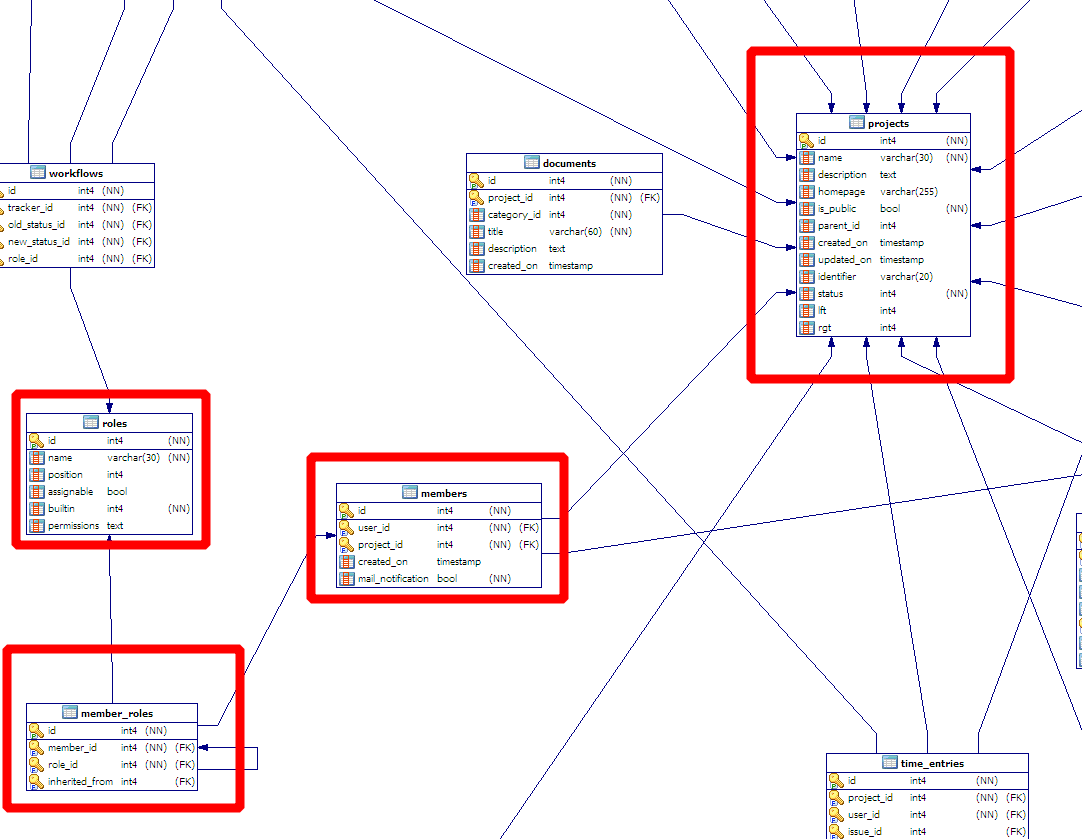 workflows
id int4 (NN)
tracker_id int4 (NN) (FK)
old_status_id int4 (NN) (FK)
new_status_id int4 (NN) (FK)
role_id int4 (NN) (FK)
documents
id int4 (NN)
project_id int4 (NN) (FK)
category_id int4 (NN)
title varchar(60) (NN)
description text
created_on timestamp
projects
id int4 (NN)
name varchar(30) (NN)
description text
homepage varchar(255)
is_public bool (NN)
parent_id int4
created_on timestamp
updated_on timestamp
identifier varchar(20)
status int4 (NN)
lft int4
rgt int4
roles
id int4 (NN)
name varchar(30) (NN)
position int4
assignable bool
builtin int4 (NN)
permissions text
members
id int4 (NN)
user_id int4 (NN) (FK)
project_id int4 (NN) (FK)
created_on timestamp
mail_notification bool (NN)
member_roles
id int4 (NN)
member_id int4 (NN) (FK)
role_id int4 (NN) (FK)
inherited_from int4 (FK)
time_entries
id int4 (NN)
project_id int4 (NN) (FK)
user_id int4 (NN) (FK)
issue_id int4 (FK)